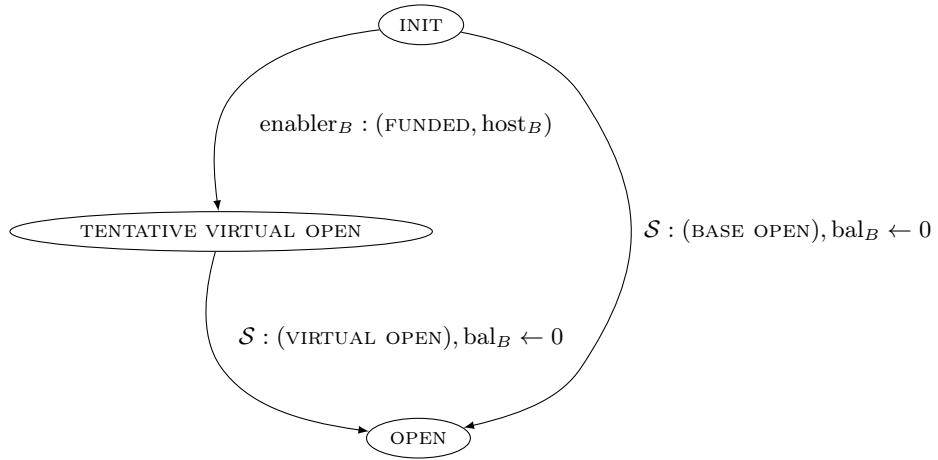 INIT
enabler_B : (FUNDED, host_B)
TENTATIVE VIRTUAL OPEN
𝒮 : (BASE OPEN), bal_B ← 0
𝒮 : (VIRTUAL OPEN), bal_B ← 0
OPEN